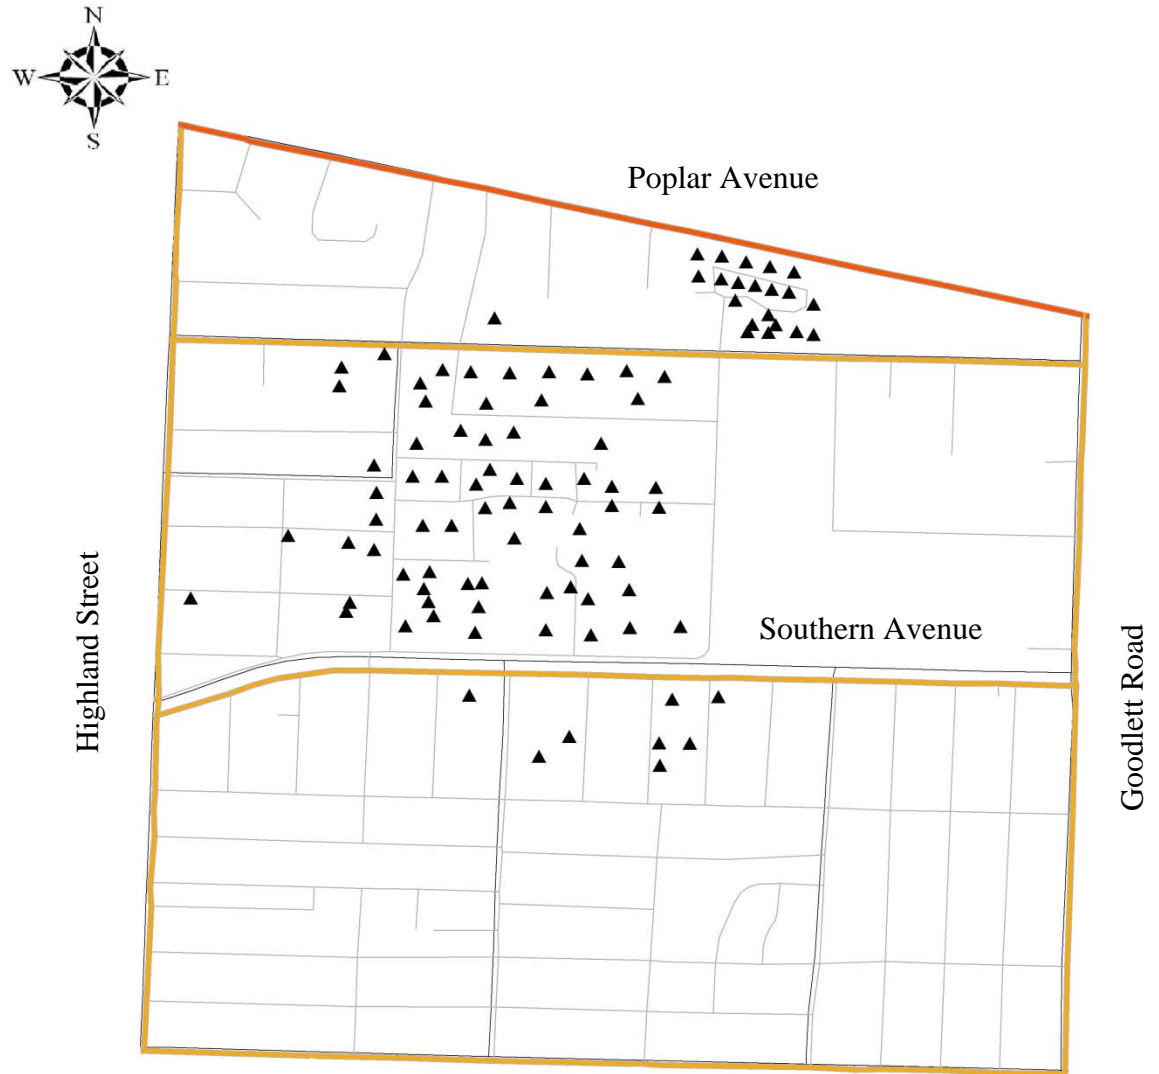 N
W E
S
Poplar Avenue
Highland Street
Southern Avenue
Goodlett Road